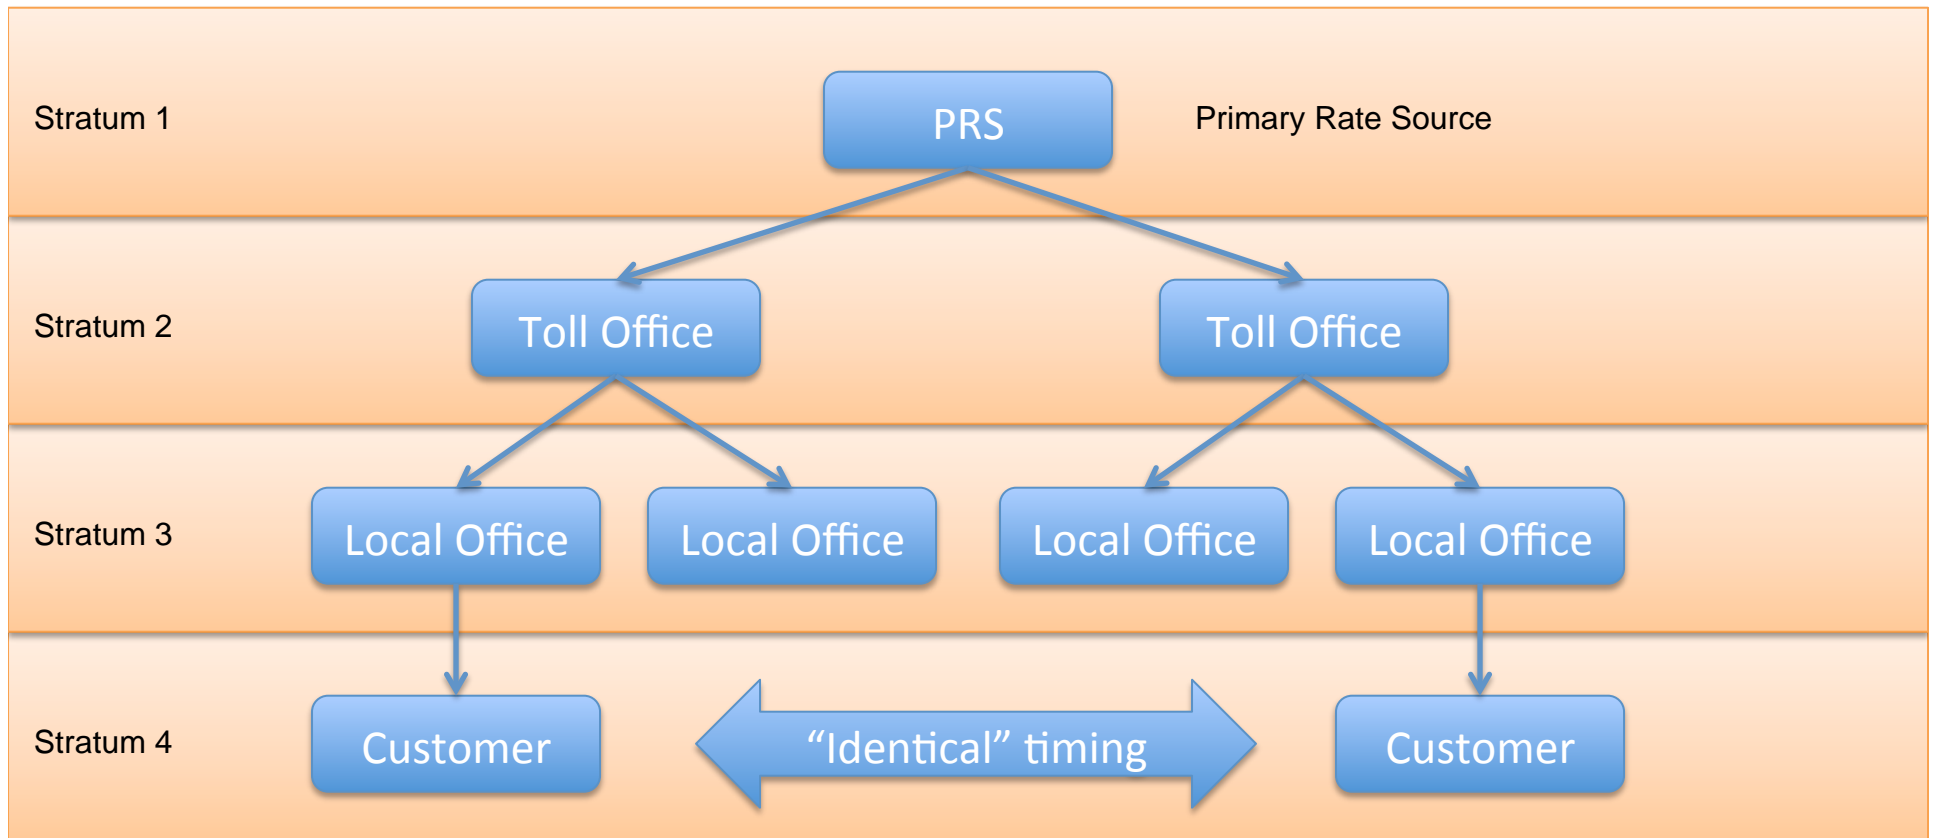 Stratum 1
PRS
Primary Rate Source
Stratum 2
Toll Office
Toll Office
Stratum 3
Local Office
Local Office
Local Office
Local Office
Stratum 4
Customer
“Identical” timing
Customer